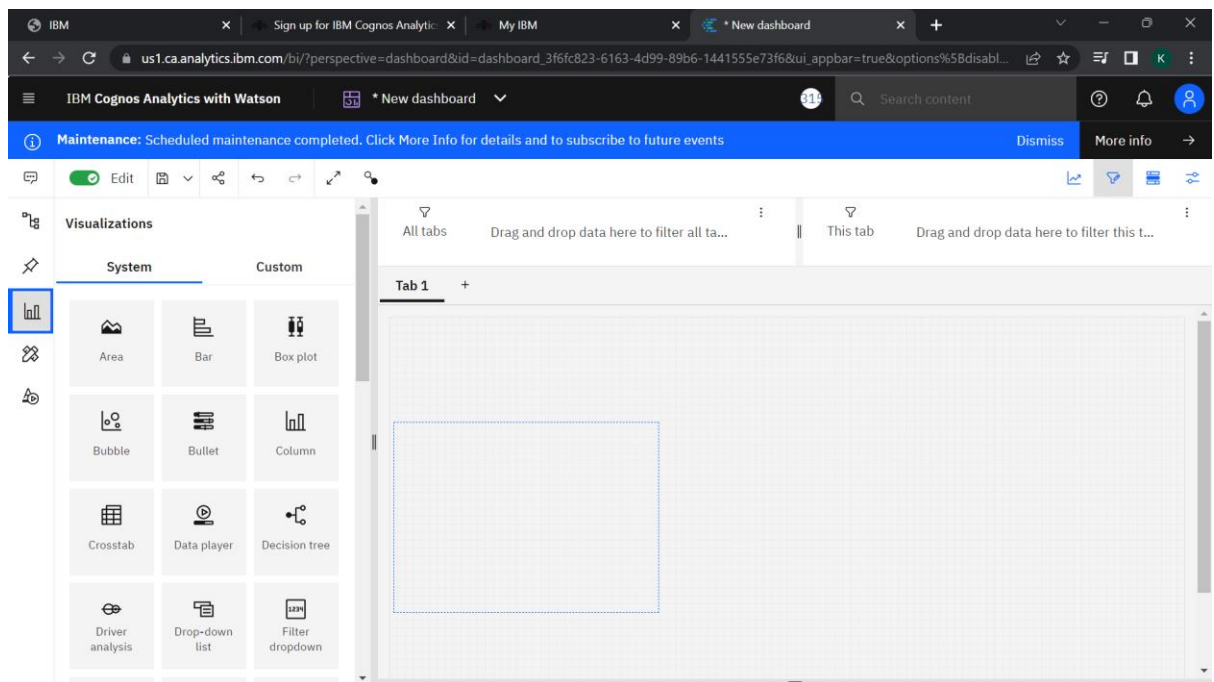 IBM
Sign up for IBM Cognos Analytic
My IBM
* New dashboard
us1.ca.analytics.ibm.com/bi/?perspective=dashboard&id=dashboard_3f6fc823-6163-4d99-89b6-1441555e73f6&ui_appbar=true&options%5Bdisabl...
K
IBM Cognos Analytics with Watson
* New dashboard
Search content
Maintenance: Scheduled maintenance completed. Click More Info for details and to subscribe to future events
Dismiss
More info
Edit
Visualizations
System
Custom
All tabs
Drag and drop data here to filter all ta...
This tab
Drag and drop data here to filter this t...
Tab 1
Area
Bar
Box plot
Bubble
Bullet
Column
Crosstab
Data player
Decision tree
Driver
analysis
Drop-down
list
1234
Filter
dropdown